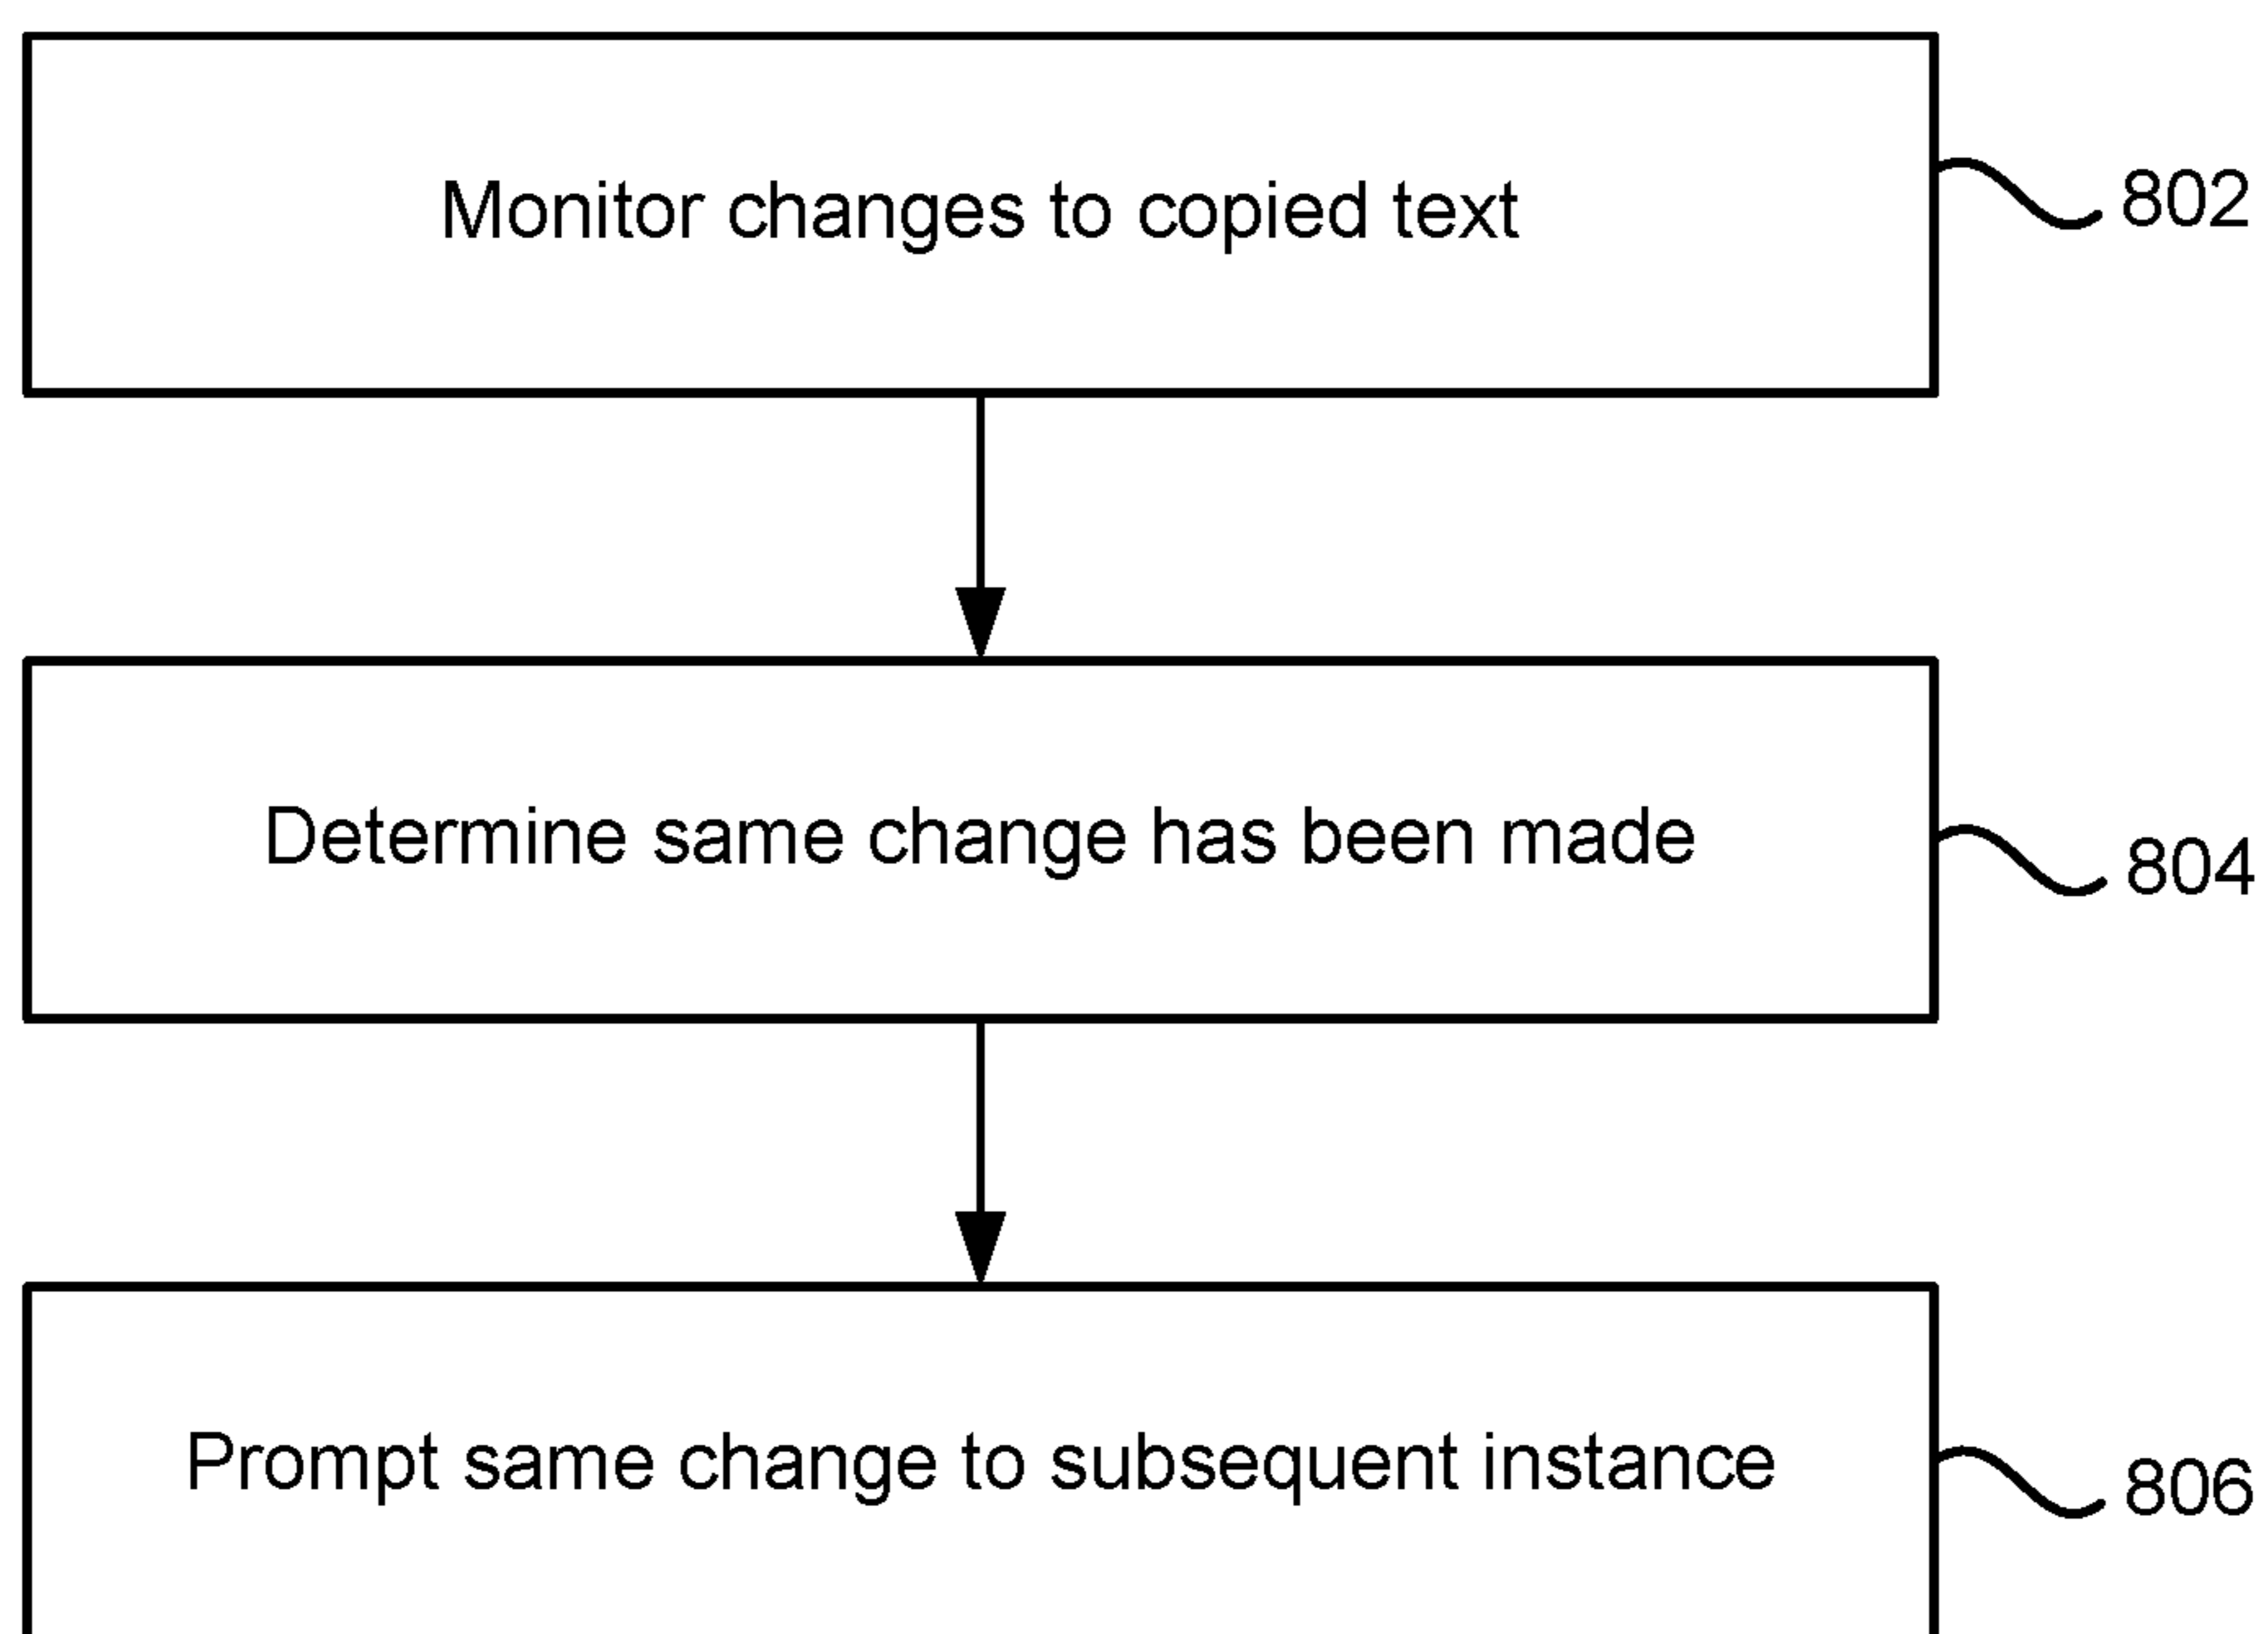 Monitor changes to copied text
802
Determine same change has been made
804
Prompt same change to subsequent instance
806